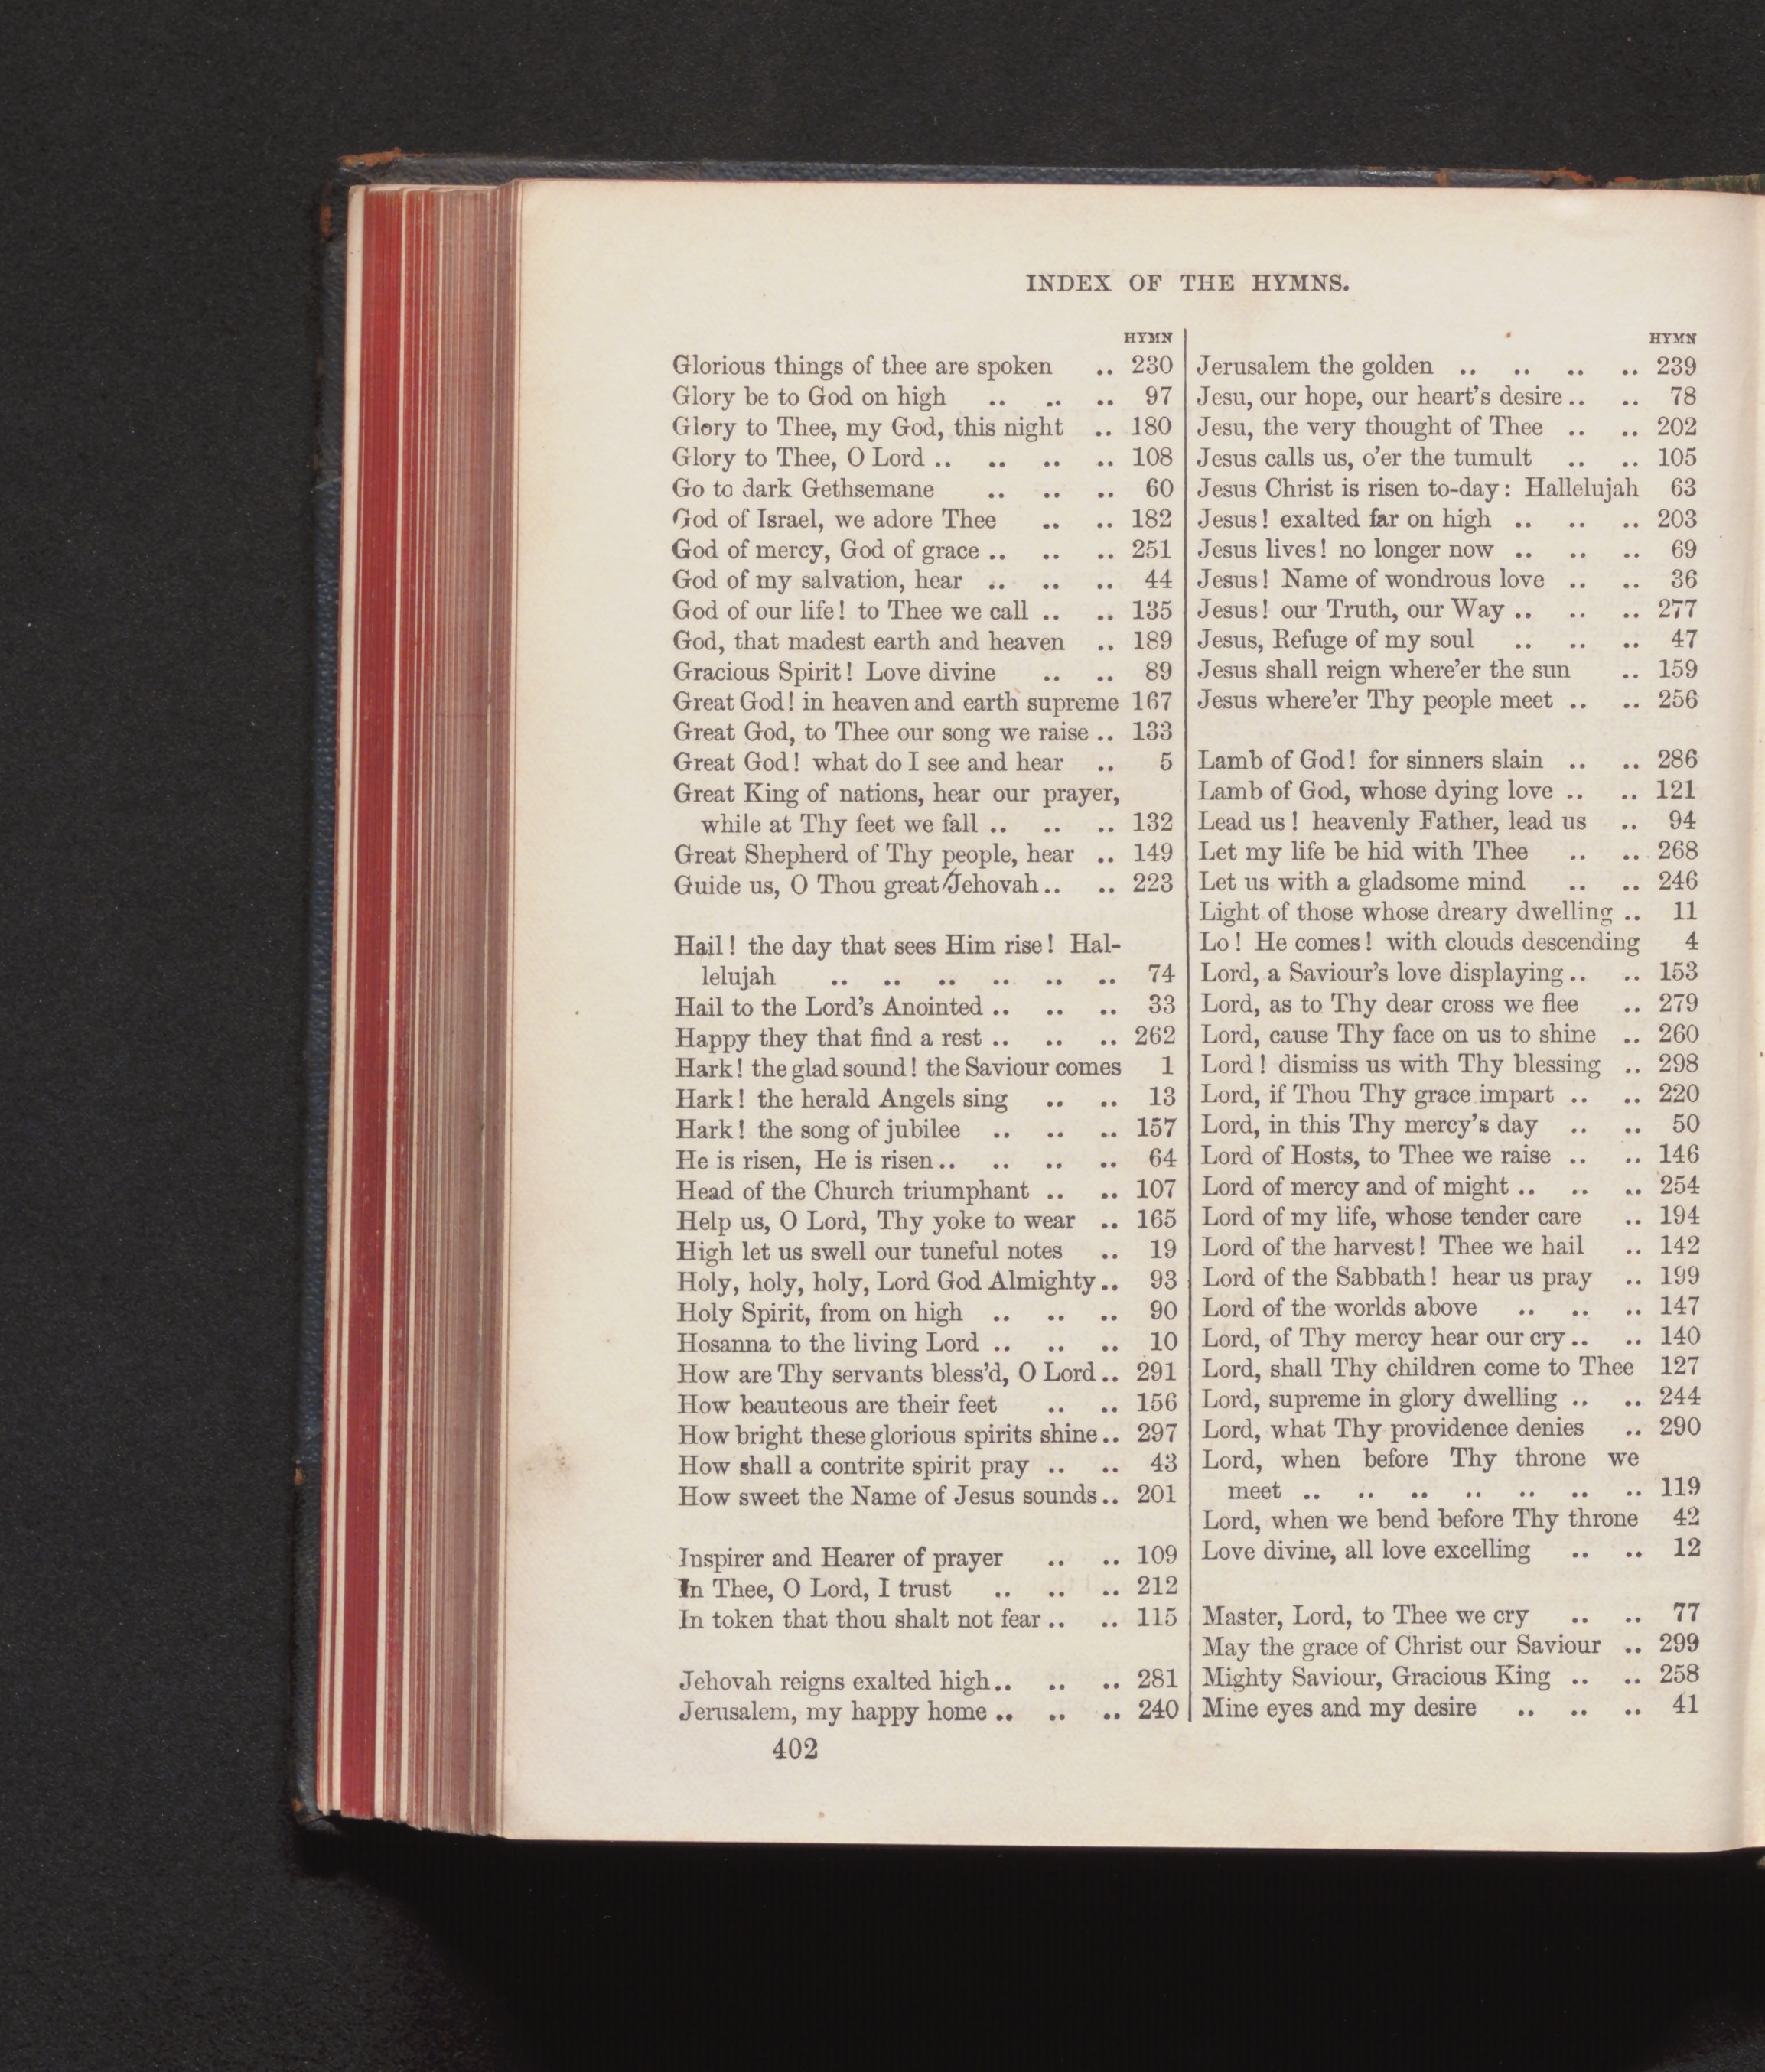 INDEX OF THE HYMNS.
HYMN
Glorious things of thee are spoken .. 230
Glory be to God on high .. .. .. 97
Glory to Thee, my God, this night .. 180
Glory to Thee, O Lord .. .. .. .. 108
Go to dark Gethsemane .. .. .. 60
God of Israel, we adore Thee .. .. 182
God of mercy, God of grace .. .. .. 251
God of my salvation, hear .. .. .. 44
God of our life! to Thee we call .. .. 135
God, that madest earth and heaven .. 189
Gracious Spirit! Love divine .. .. 89
Great God! in heaven and earth supreme 167
Great God, to Thee our song we raise .. 133
Great God! what do I see and hear .. 5
Great King of nations, hear our prayer,
while at Thy feet we fall .. .. .. 132
Great Shepherd of Thy people, hear .. 149
Guide us, O Thou great Jehovah .. .. 223
Hail! the day that sees Him rise! Hal-
lelujah .. .. .. .. .. .. 74
Hail to the Lord's Anointed .. .. .. 33
Happy they that find a rest .. .. .. 262
Hark! the glad sound! the Saviour comes 1
Hark! the herald Angels sing .. .. 13
Hark! the song of jubilee .. .. .. 157
He is risen, He is risen .. .. .. .. 64
Head of the Church triumphant .. .. 107
Help us, O Lord, Thy yoke to wear .. 165
High let us swell our tuneful notes .. 19
Holy, holy, holy, Lord God Almighty .. 93
Holy Spirit, from on high .. .. .. 90
Hosanna to the living Lord .. .. .. 10
How are Thy servants bless'd, O Lord .. 291
How beauteous are their feet .. .. 156
How bright these glorious spirits shine .. 297
How shall a contrite spirit pray .. .. 43
How sweet the Name of Jesus sounds .. 201
Inspirer and Hearer of prayer .. .. 109
In Thee, O Lord, I trust .. .. .. 212
In token that thou shalt not fear .. .. 115
Jehovah reigns exalted high .. .. .. 281
Jerusalem, my happy home .. .. .. 240
HYMN
Jerusalem the golden .. .. .. .. 239
Jesu, our hope, our heart's desire .. .. 78
Jesu, the very thought of Thee .. .. 202
Jesus calls us, o'er the tumult .. .. 105
Jesus Christ is risen to-day: Hallelujah 63
Jesus! exalted far on high .. .. .. 203
Jesus lives! no longer now .. .. .. 69
Jesus! Name of wondrous love .. .. 36
Jesus! our Truth, our Way .. .. .. 277
Jesus, Refuge of my soul .. .. .. 47
Jesus shall reign where'er the sun .. 159
Jesus where'er Thy people meet .. .. 256
Lamb of God! for sinners slain .. .. 286
Lamb of God, whose dying love .. .. 121
Lead us! heavenly Father, lead us .. 94
Let my life be hid with Thee .. .. 268
Let us with a gladsome mind .. .. 246
Light of those whose dreary dwelling .. 11
Lo! He comes! with clouds descending 4
Lord, a Saviour's love displaying .. .. 153
Lord, as to Thy dear cross we flee .. 279
Lord, cause Thy face on us to shine .. 260
Lord! dismiss us with Thy blessing .. 298
Lord, if Thou Thy grace impart .. .. 220
Lord, in this Thy mercy's day .. .. 50
Lord of Hosts, to Thee we raise .. .. 146
Lord of mercy and of might .. .. .. 254
Lord of my life, whose tender care .. 194
Lord of the harvest! Thee we hail .. 142
Lord of the Sabbath! hear us pray .. 199
Lord of the worlds above .. .. .. 147
Lord, of Thy mercy hear our cry .. .. 140
Lord, shall Thy children come to Thee 127
Lord, supreme in glory dwelling .. .. 244
Lord, what Thy providence denies .. 290
Lord, when before Thy throne we
meet .. .. .. .. .. .. .. 119
Lord, when we bend before Thy throne 42
Love divine, all love excelling .. .. 12
Master, Lord, to Thee we cry .. .. 77
May the grace of Christ our Saviour .. 299
Mighty Saviour, Gracious King .. .. 258
Mine eyes and my desire .. .. .. 41
402